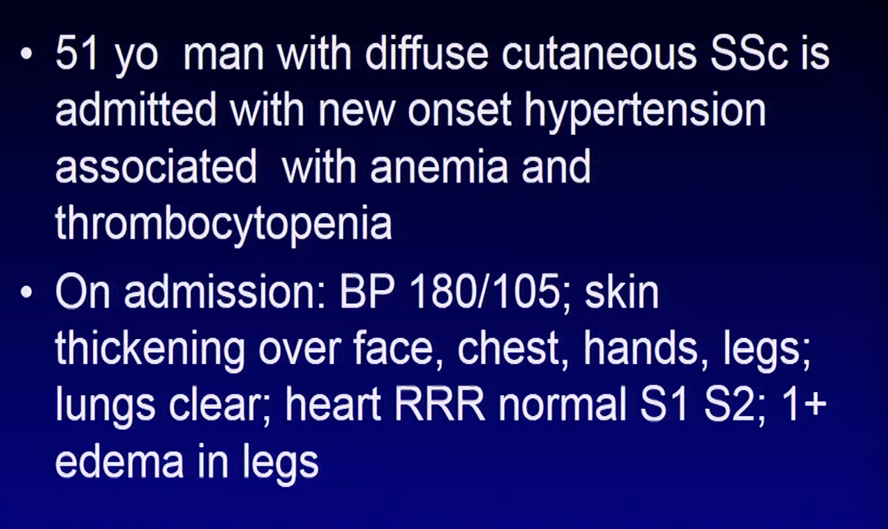 • 51 yo man with diffuse cutaneous SSc is
admitted with new onset hypertension
associated with anemia and
thrombocytopenia
• On admission: BP 180/105; skin
thickening over face, chest, hands, legs;
lungs clear; heart RRR normal S1 S2; 1+
edema in legs